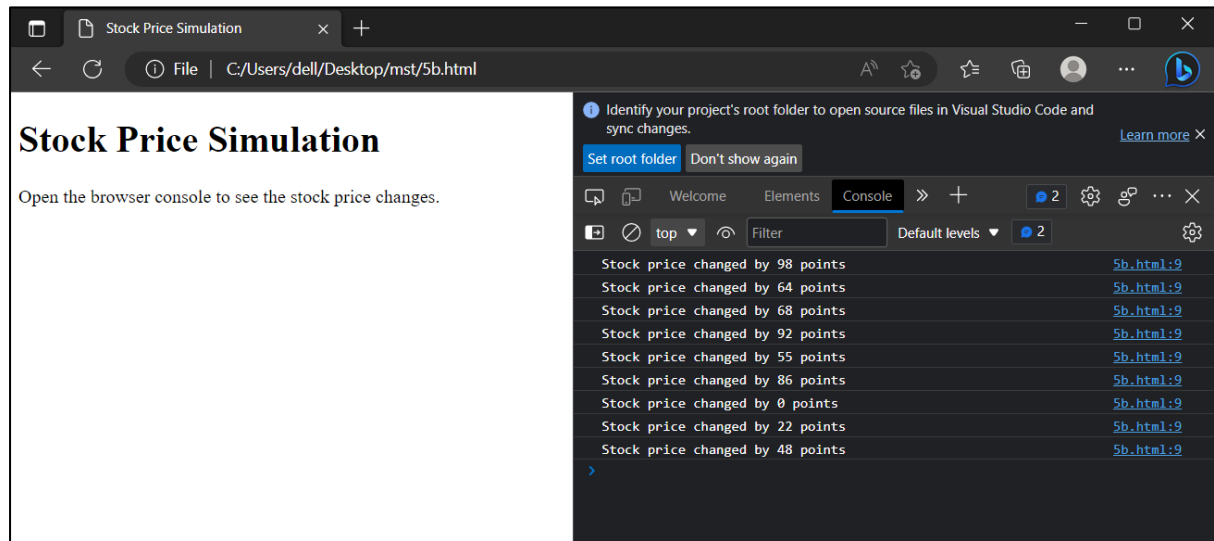 Stock Price Simulation
File | C:/Users/dell/Desktop/mst/5b.html
Stock Price Simulation
Open the browser console to see the stock price changes.
Identify your project's root folder to open source files in Visual Studio Code and
sync changes.
Learn more
Set root folder Don't show again
Welcome Elements Console 2
top Filter Default levels 2
Stock price changed by 98 points 5b.html:9
Stock price changed by 64 points 5b.html:9
Stock price changed by 68 points 5b.html:9
Stock price changed by 92 points 5b.html:9
Stock price changed by 55 points 5b.html:9
Stock price changed by 86 points 5b.html:9
Stock price changed by 0 points 5b.html:9
Stock price changed by 22 points 5b.html:9
Stock price changed by 48 points 5b.html:9